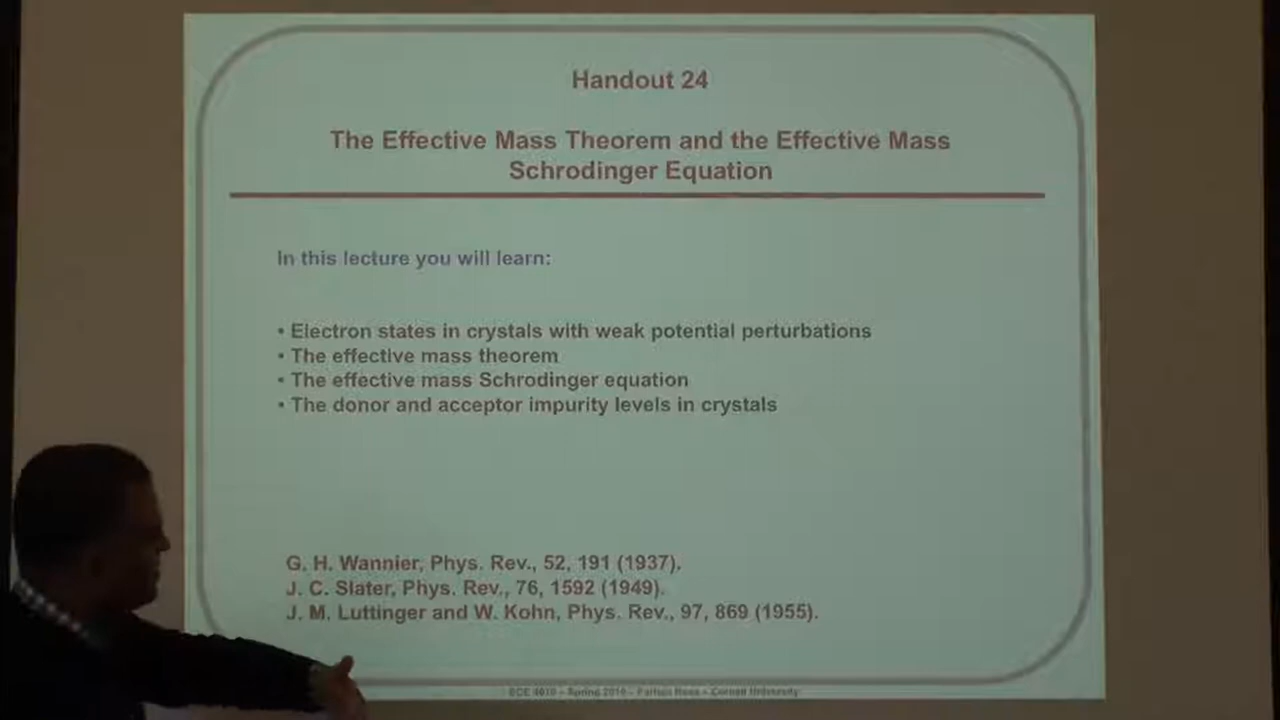 Handout 24
The Effective Mass Theorem and the Effective Mass
Schrodinger Equation
In this lecture you will learn:
• Electron states in crystals with weak potential perturbations
• The effective mass theorem
• The effective mass Schrodinger equation
• The donor and acceptor impurity levels in crystals
G. H. Wannier, Phys. Rev., 52, 191 (1937).
J. C. Slater, Phys. Rev., 76, 1592 (1949).
J. M. Luttinger and W. Kohn, Phys. Rev., 97, 869 (1955).
– Spring – Cornell University